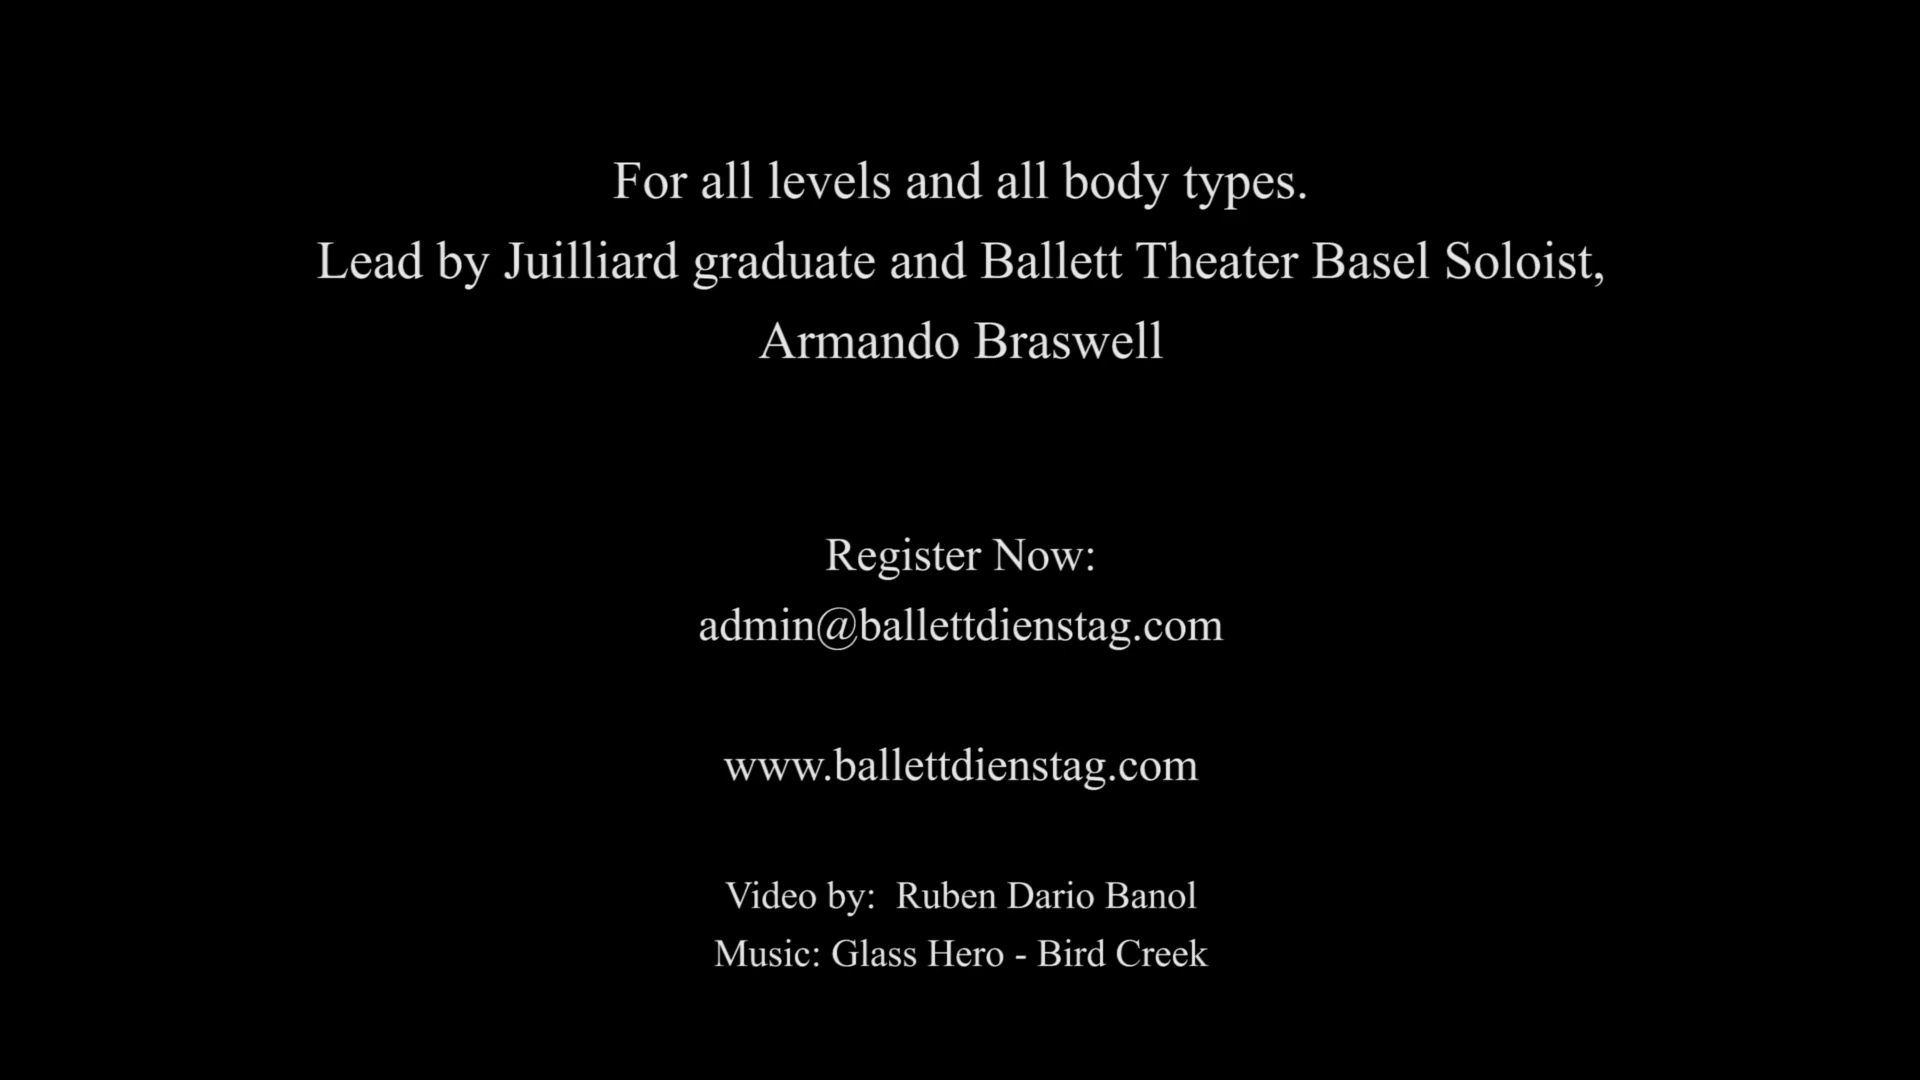 For all levels and all body types.
Lead by Juilliard graduate and Ballett Theater Basel Soloist,
Armando Braswell
Register Now:
admin@ballettdienstag.com
www.ballettdienstag.com
Video by:  Ruben Dario Banol
Music: Glass Hero - Bird Creek